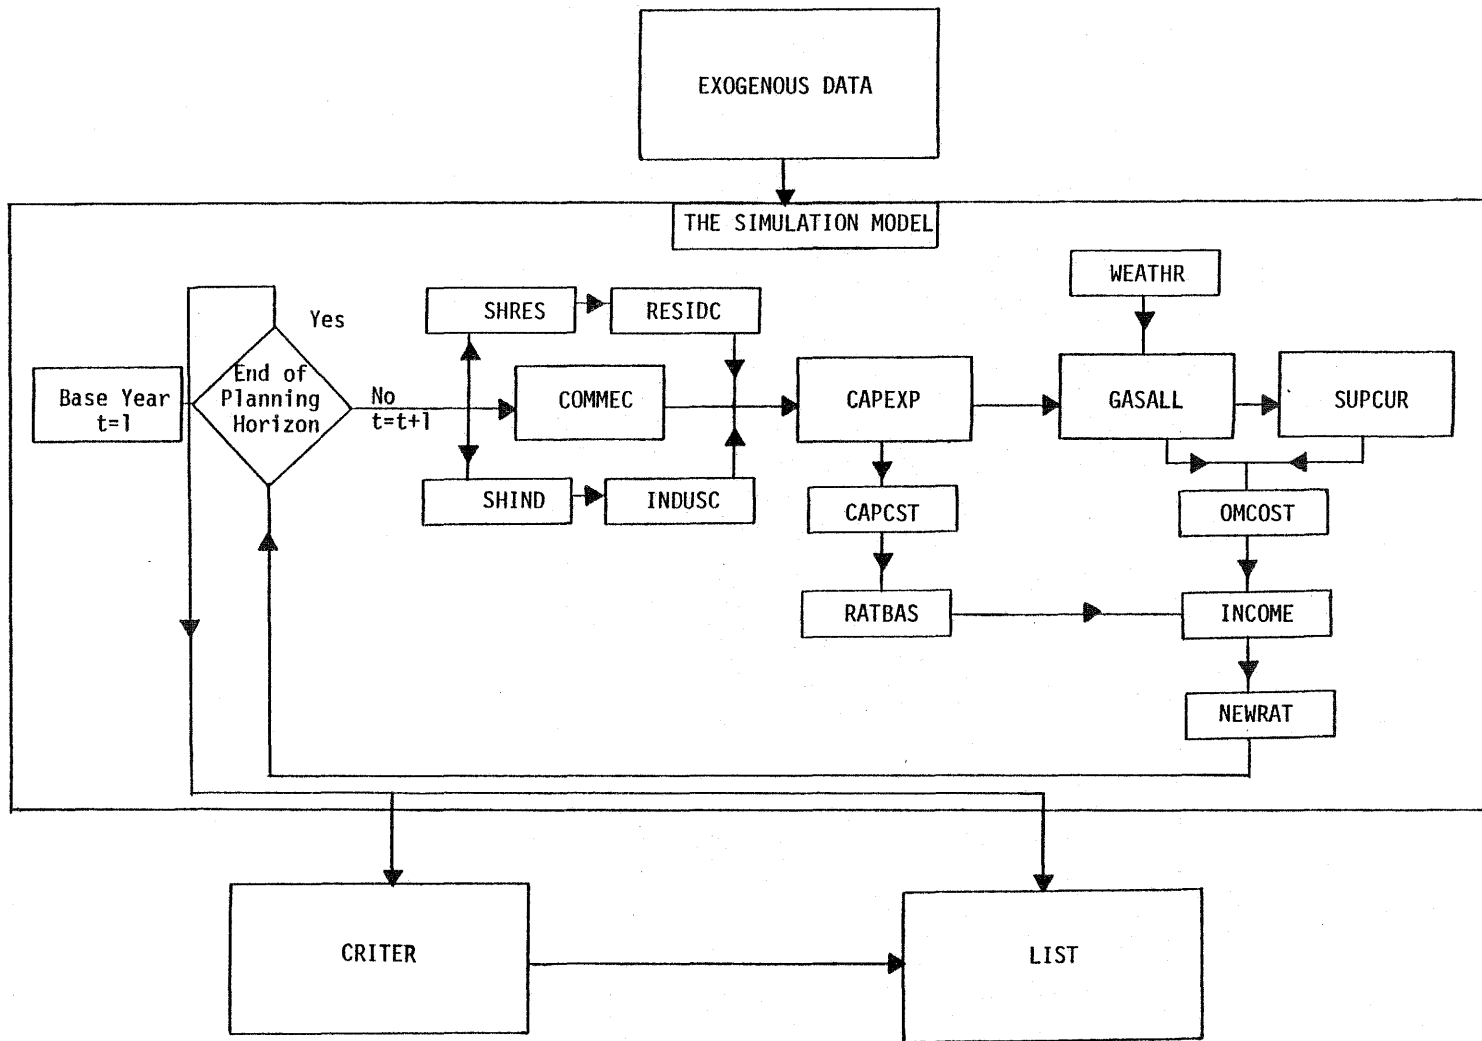 EXOGENOUS DATA
THE SIMULATION MODEL
WEATHR
Yes
SHRES
RESIDC
End of
Planning
Horizon
Base Year
t=1
No
t=t+1
COMMEC
CAPEXP
GASALL
SUPCUR
SHIND
INDUSC
CAPCST
OMCOST
RATBAS
INCOME
NEWRAT
CRITER
LIST